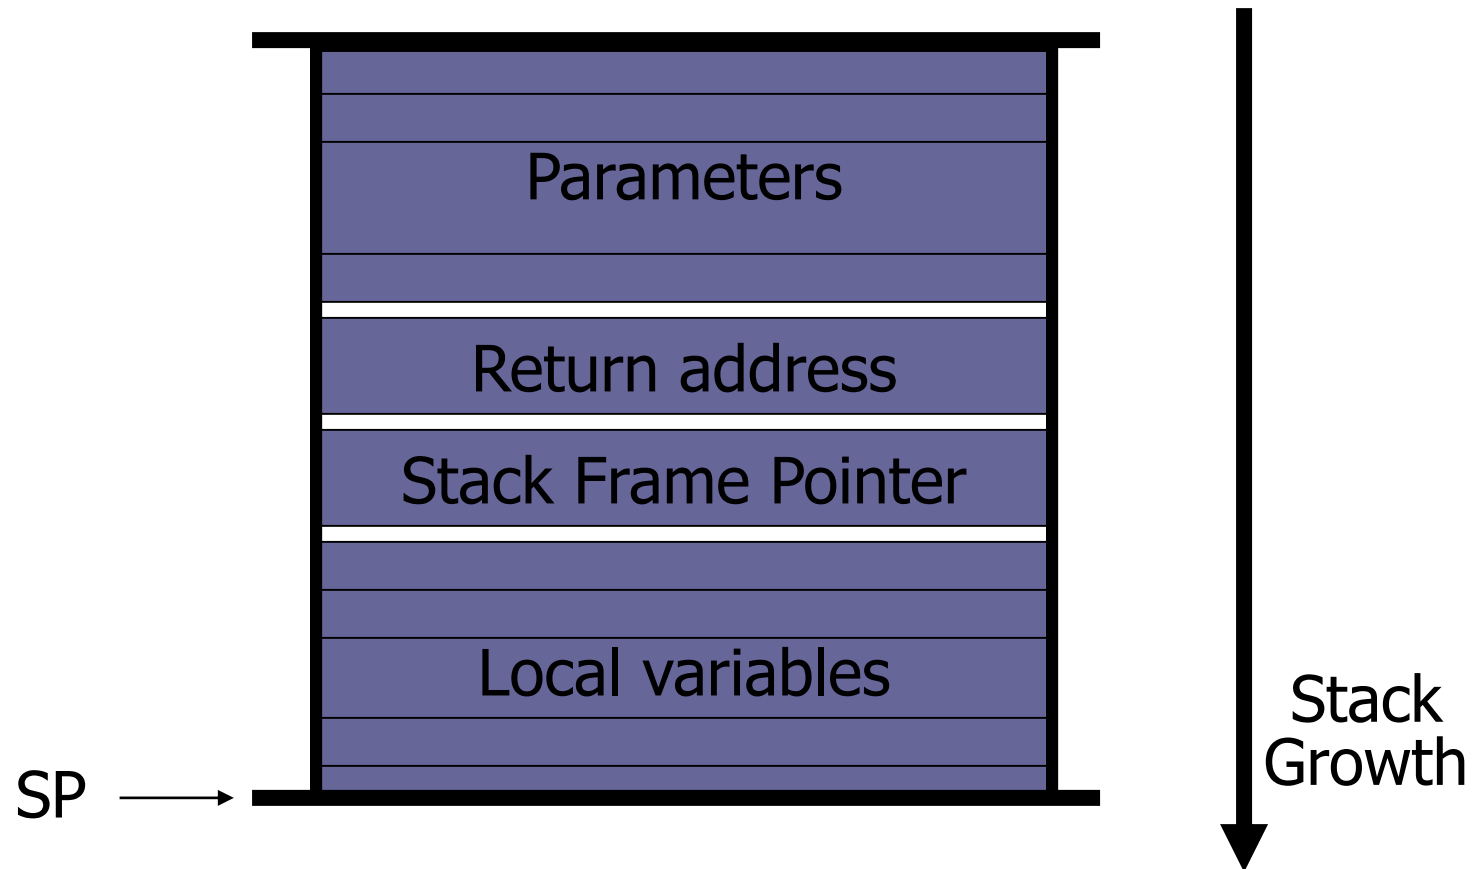 Parameters
Return address
Stack Frame Pointer
Local variables
SP
Stack
Growth